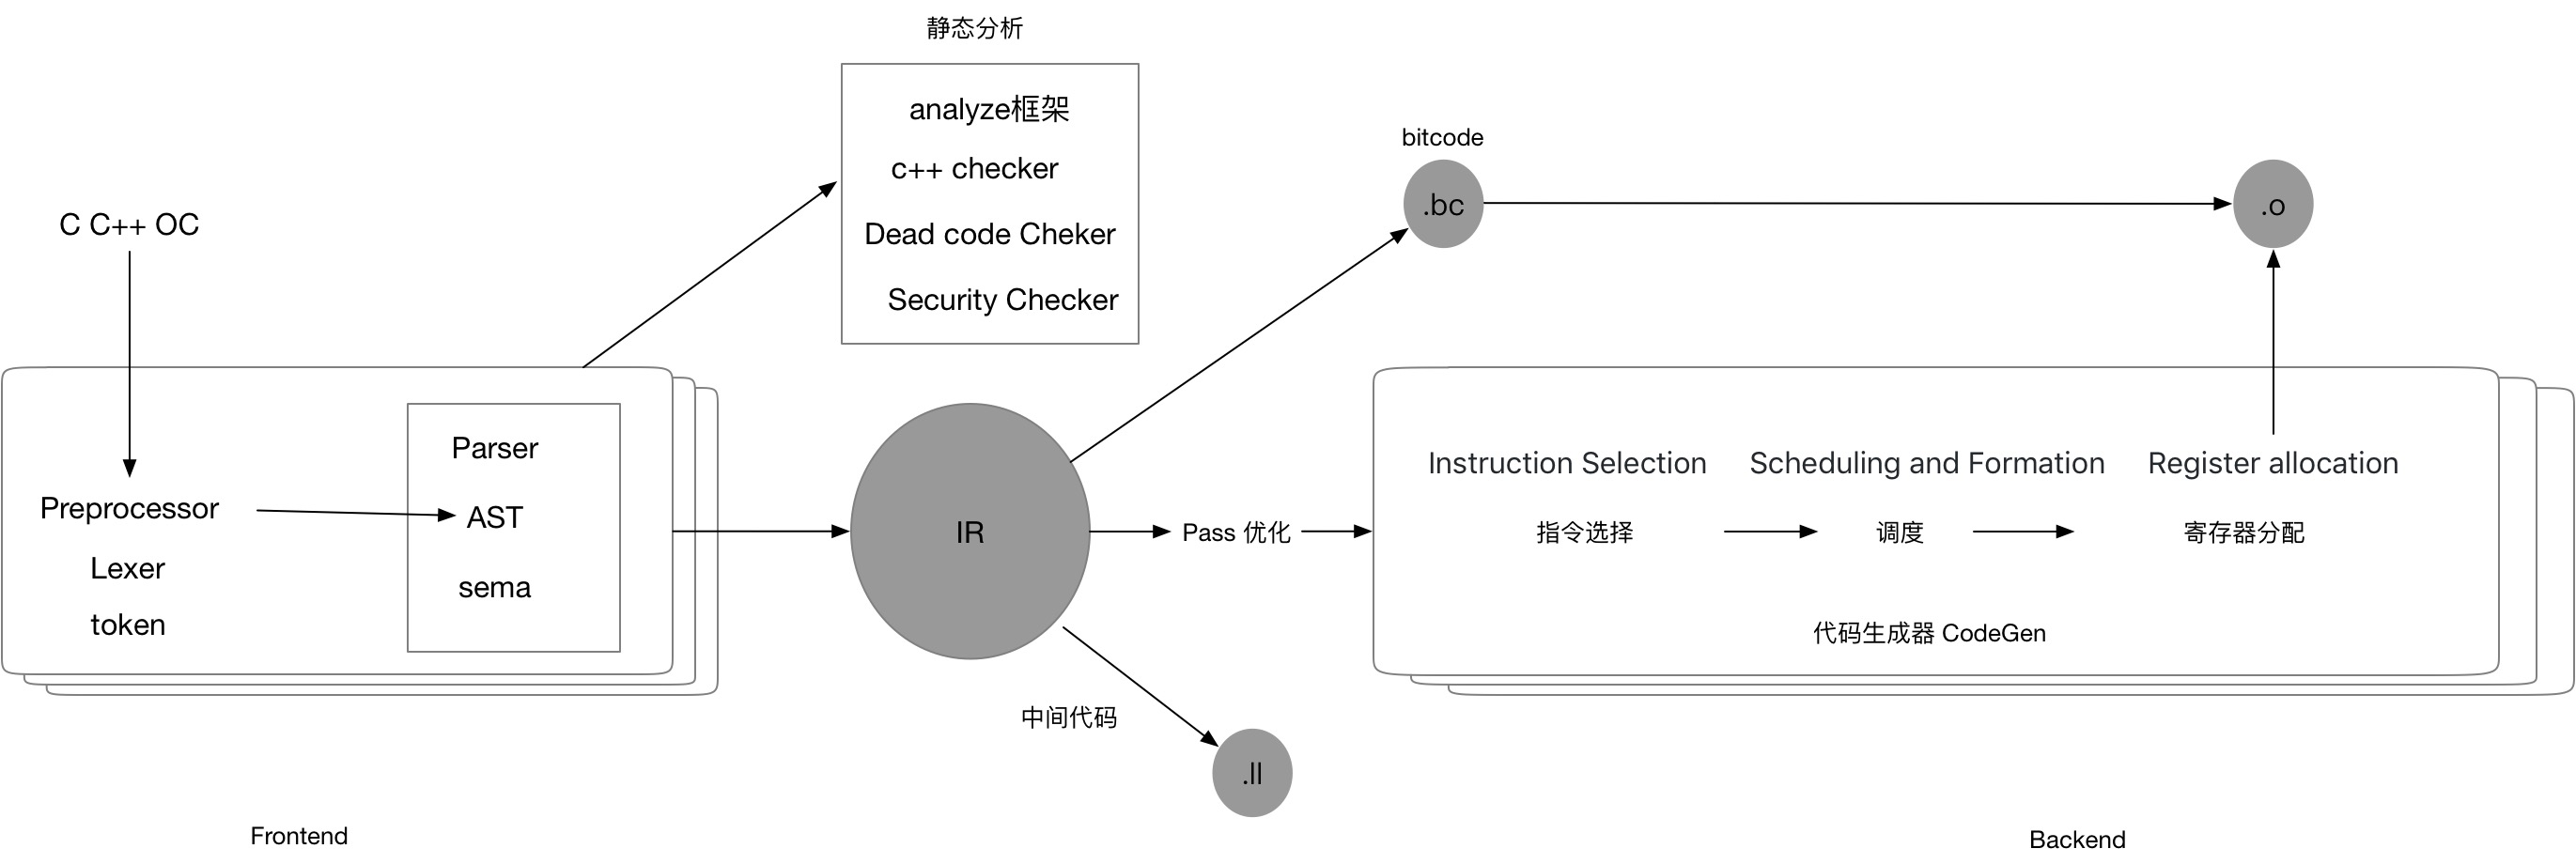 静态分析
analyze框架
c++ checker
Dead code Cheker
Security Checker
bitcode
.bc
.o
C C++ OC
Preprocessor
Lexer
token
Parser
AST
sema
IR
Pass 优化
Instruction Selection
Scheduling and Formation
Register allocation
指令选择
调度
寄存器分配
代码生成器 CodeGen
中间代码
.ll
Frontend
Backend